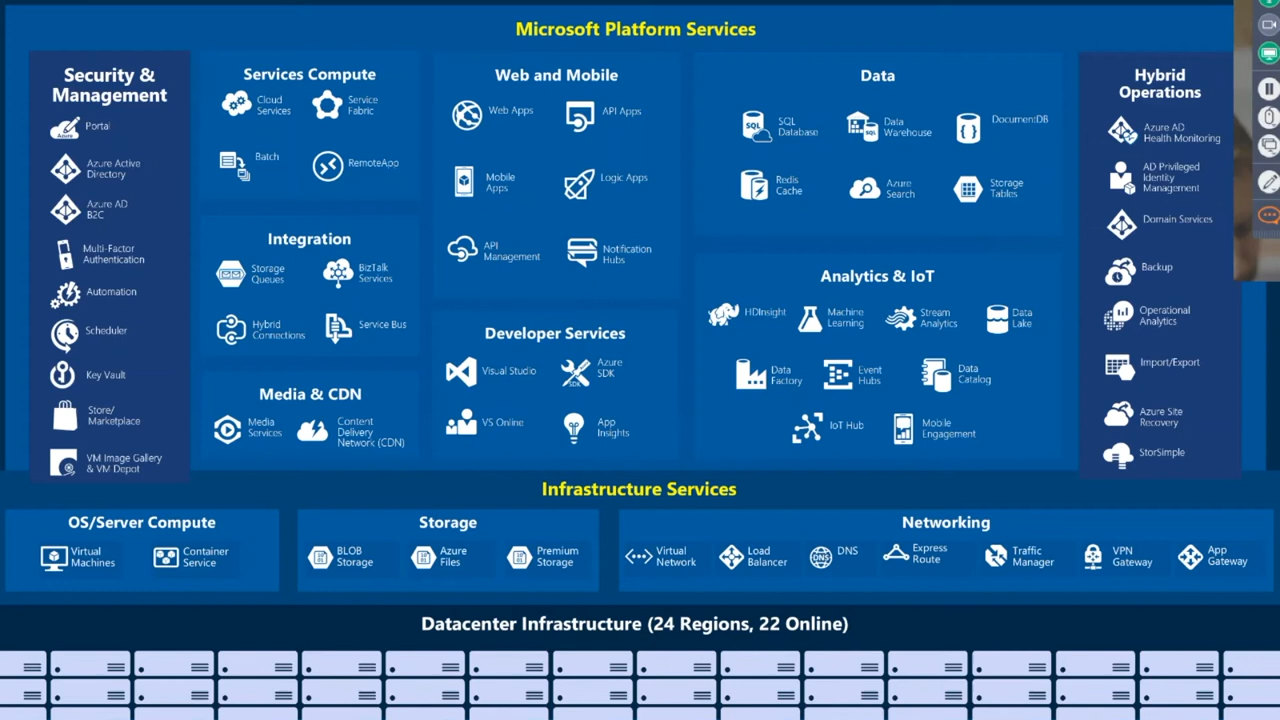 Microsoft Platform Services
Security &
Management
Portal
Azure
Azure Active
Directory
Azure AD
B2C
Multi-Factor
Authentication
Automation
Scheduler
Key Vault
Store/
Marketplace
VM Image Gallery
& VM Depot
Services Compute
Cloud
Services
Service
Fabric
Batch
RemoteApp
Integration
Storage
Queues
BizTalk
Services
Hybrid
Connections
Service Bus
Media & CDN
Media
Services
Content
Delivery
Network (CDN)
Web and Mobile
Web Apps
API Apps
Mobile
Apps
Logic Apps
API
Management
Notification
Hubs
Developer Services
Visual Studio
Azure
SDK
SDK
VS Online
App
Insights
Data
SQL
SQL
Database
SQL
Data
Warehouse
DocumentDB
Redis
Cache
Azure
Search
Storage
Tables
Analytics & IoT
HDInsight
Machine
Learning
Stream
Analytics
Data
Lake
Data
Factory
Event
Hubs
Data
Catalog
IoT Hub
Mobile
Engagement
Hybrid
Operations
Azure AD
Health Monitoring
AD Privileged
Identity
Management
Domain Services
Backup
Operational
Analytics
Import/Export
Azure Site
Recovery
StorSimple
Infrastructure Services
OS/Server Compute
Virtual
Machines
Container
Service
Storage
BLOB
Storage
Azure
Files
Premium
Storage
Networking
Virtual
Network
Load
Balancer
DNS
DNS
Express
Route
Traffic
Manager
VPN
Gateway
App
Gateway
Datacenter Infrastructure (24 Regions, 22 Online)